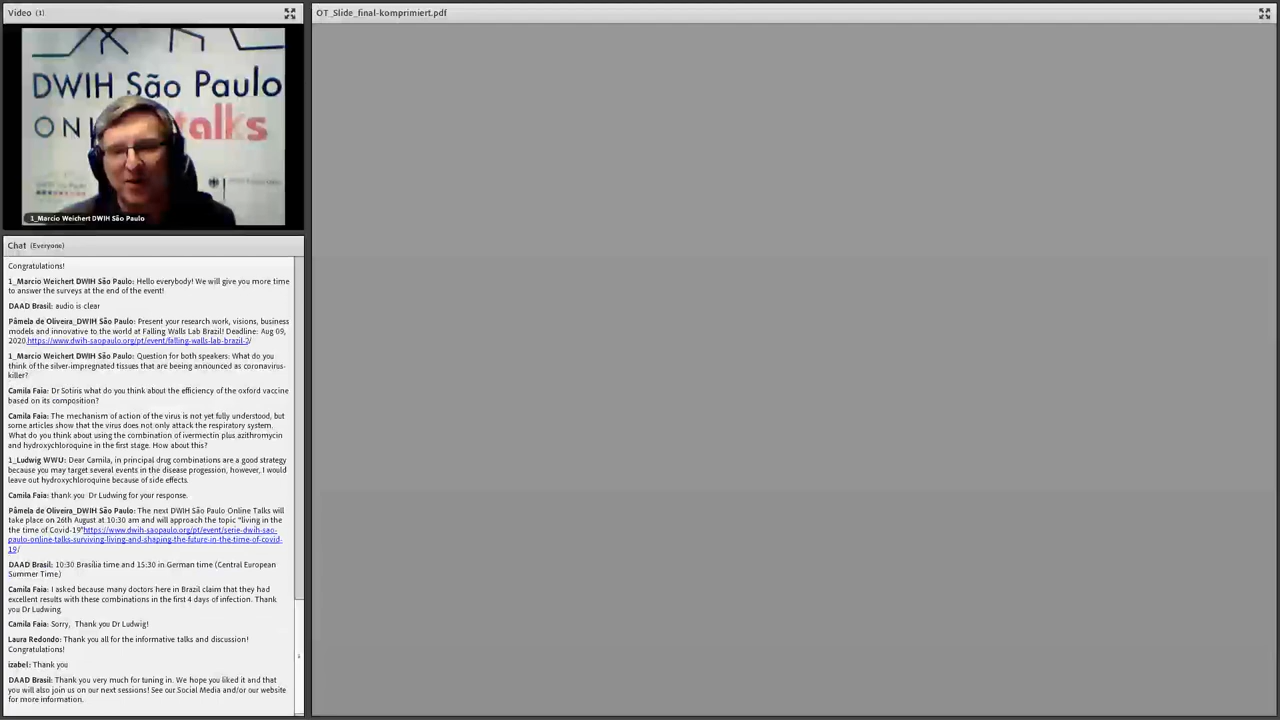 Video (1)
OT_Slide_final-komprimiert.pdf
DWIH São Paulo
talks
1_Marcio Weichert DWIH São Paulo
Chat (Everyone)
Congratulations!
1_Marcio Weichert DWIH São Paulo: Hello everybody! We will give you more time
to answer the surveys at the end of the event!
DAAD Brasil: audio is clear
Pâmela de Oliveira_DWIH São Paulo: Present your research work, visions, business
models and innovative to the world at Falling Walls Lab Brazil! Deadline: Aug 09,
2020 https://www.dwih-saopaulo.org/pt/event/falling-walls-lab-brazil-2/
1_Marcio Weichert DWIH São Paulo: Question for both speakers: What do you
think of the silver-impregnated tissues that are beeing announced as coronavirus-
killer?
Camila Faia: Dr Sotiris what do you think about the efficiency of the oxford vaccine
based on its composition?
Camila Faia: The mechanism of action of the virus is not yet fully understood, but
some articles show that the virus does not only attack the respiratory system.
What do you think about using the combination of ivermectin plus azithromycin
and hydroxychloroquine in the first stage. How about this?
1_Ludwig WWU: Dear Camila, in principal drug combinations are a good strategy
because you may target several events in the disease progession, however, I would
leave out hydroxychloroquine because of side effects.
Camila Faia: thank you Dr Ludwing for your response.
Pâmela de Oliveira_DWIH São Paulo: The next DWIH São Paulo Online Talks will
take place on 26th August at 10:30 am and will approach the topic "living in the
the time of Covid-19"https://www.dwih-saopaulo.org/pt/event/serie-dwih-sao-
paulo-online-talks-surviving-living-and-shaping-the-future-in-the-time-of-covid-
19/
DAAD Brasil: 10:30 Brasília time and 15:30 in German time (Central European
Summer Time)
Camila Faia: I asked because many doctors here in Brazil claim that they had
excellent results with these combinations in the first 4 days of infection. Thank
you Dr Ludwing.
Camila Faia: Sorry, Thank you Dr Ludwig!
Laura Redondo: Thank you all for the informative talks and discussion!
Congratulations!
izabel: Thank you
DAAD Brasil: Thank you very much for tuning in. We hope you liked it and that
you will also join us on our next sessions! See our Social Media and/or our website
for more information.